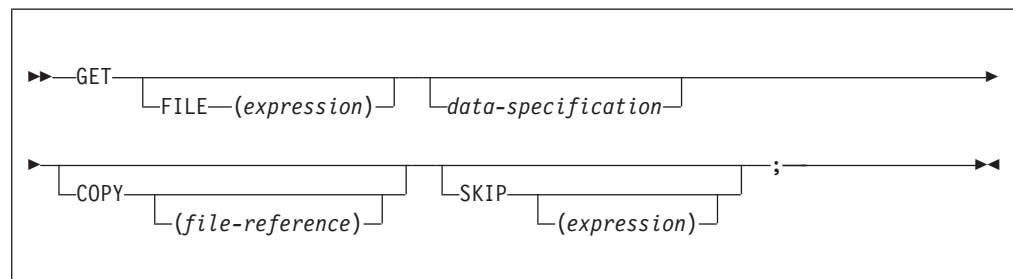 GET
FILE (expression)
data-specification
COPY
(file-reference)
SKIP
(expression)
;